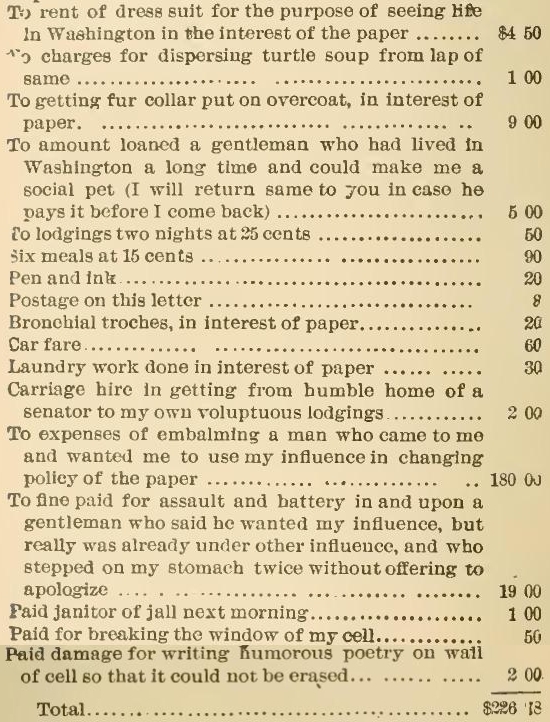 To rent of dress suit for the purpose of seeing life
in Washington in the interest of the paper ........ $4 50
To charges for dispersing turtle soup from lap of
same ........................ 1 00
To getting fur collar put on overcoat, in interest of
paper. ........................ 9 00
To amount loaned a gentleman who had lived in
Washington a long time and could make me a
social pet (I will return same to you in case he
pays it before I come back) ........................ 5 00
To lodgings two nights at 25 cents ........................ 50
Six meals at 15 cents ........................ 90
Pen and ink ........................ 20
Postage on this letter ........................ 8
Bronchial troches, in interest of paper ........................ 20
Car fare ........................ 60
Laundry work done in interest of paper ........................ 30
Carriage hire in getting from humble home of a
senator to my own voluptuous lodgings ............ 2 00
To expenses of embalming a man who came to me
and wanted me to use my influence in changing
policy of the paper ........................ 180 00
To fine paid for assault and battery in and upon a
gentleman who said he wanted my influence, but
really was already under other influence, and who
stepped on my stomach twice without offering to
apologize ........................ 19 00
Paid janitor of jail next morning ........................ 1 00
Paid for breaking the window of my cell ............ 50
Paid damage for writing humorous poetry on wall
of cell so that it could not be erased ............ 2 00
Total ........................ $226 18